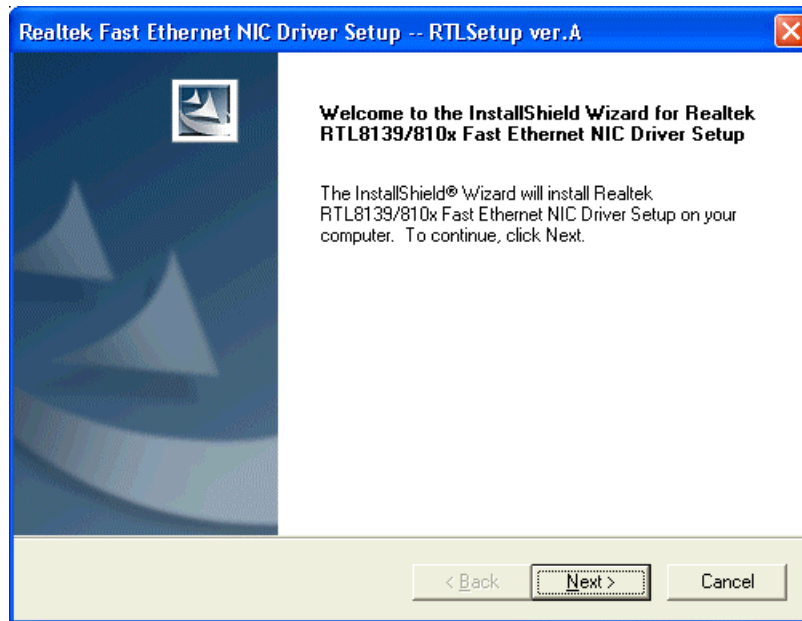 Realtek Fast Ethernet NIC Driver Setup -- RTLSetup ver.A
Welcome to the InstallShield Wizard for Realtek
RTL8139/810x Fast Ethernet NIC Driver Setup
The InstallShield® Wizard will install Realtek
RTL8139/810x Fast Ethernet NIC Driver Setup on your
computer. To continue, click Next.
< Back
Next >
Cancel